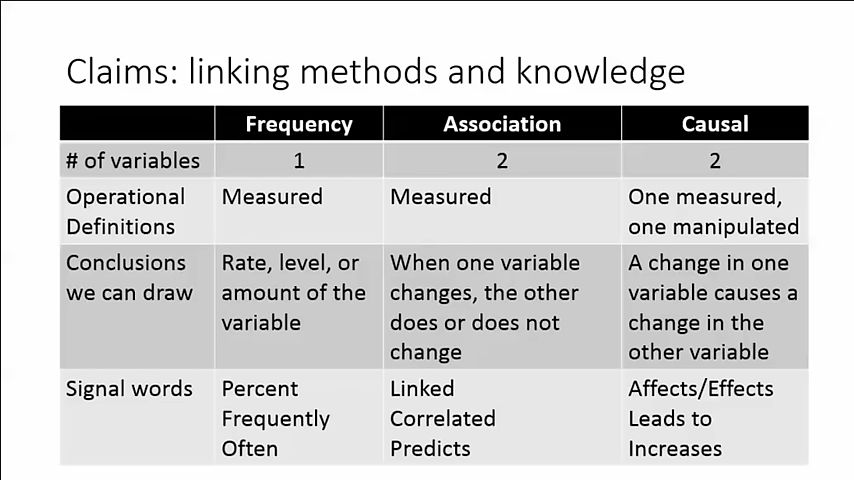 Claims: linking methods and knowledge
Frequency Association Causal
# of variables 1 2 2
Operational Definitions Measured Measured One measured, one manipulated
Conclusions we can draw Rate, level, or amount of the variable When one variable changes, the other does or does not change A change in one variable causes a change in the other variable
Signal words Percent Frequently Often Linked Correlated Predicts Affects/Effects Leads to Increases